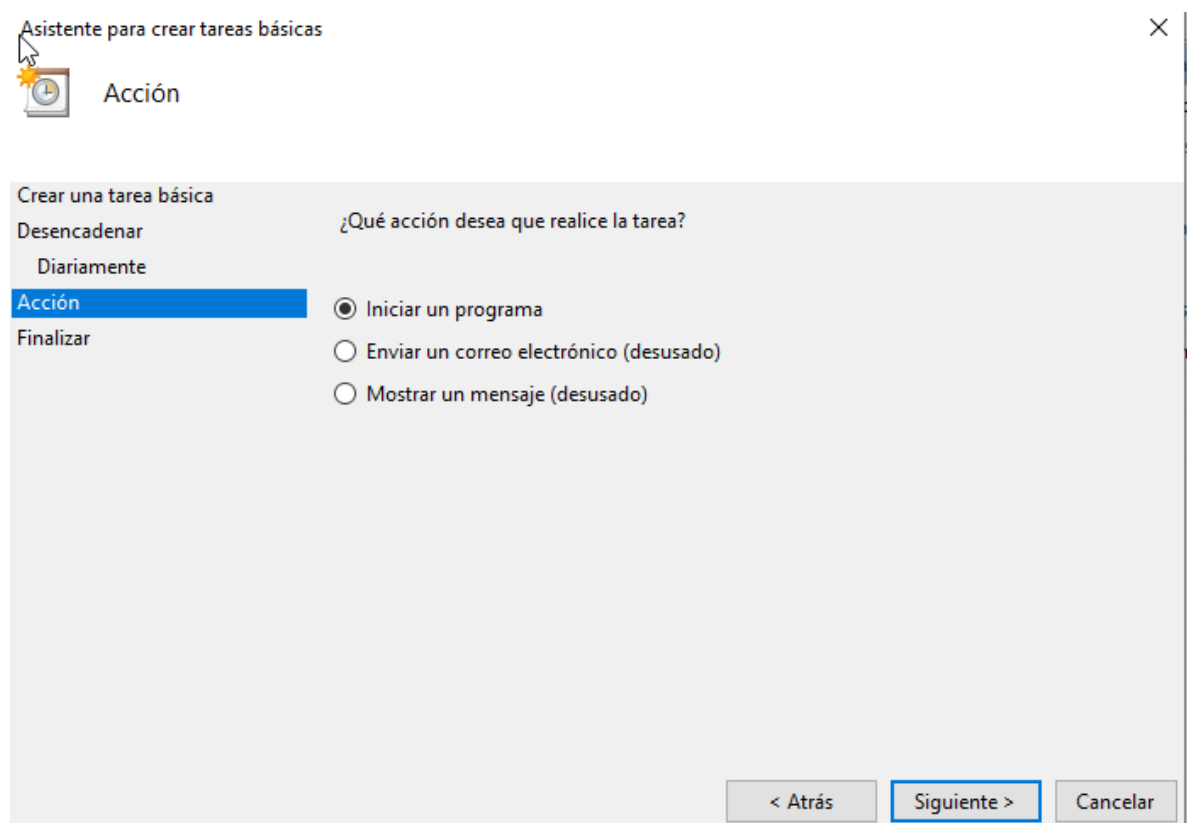 Asistente para crear tareas básicas
Acción
Crear una tarea básica
Desencadenar
Diariamente
Acción
Finalizar
¿Qué acción desea que realice la tarea?
Iniciar un programa
Enviar un correo electrónico (desusado)
Mostrar un mensaje (desusado)
< Atrás
Siguiente >
Cancelar